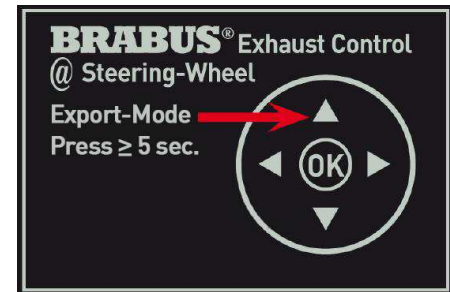 BRABUS® Exhaust Control
@ Steering-Wheel
Export-Mode
Press ≥ 5 sec.
OK